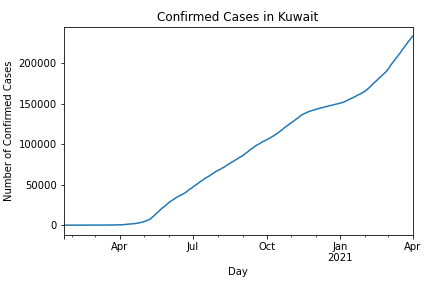 Confirmed Cases in Kuwait
Number of Confirmed Cases
200000
150000
100000
50000
0
Apr Jul Oct Jan Apr
2021
Day